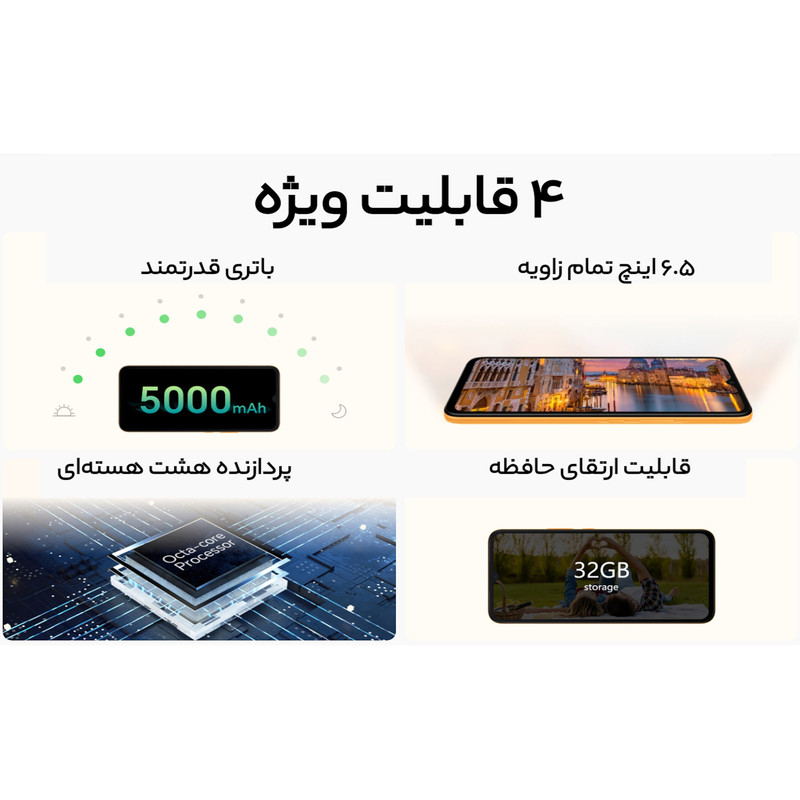 ۴ قابلیت ویژه
۶.۵ اینچ تمام زاویه
باتری قدرتمند
5000mAh
قابلیت ارتقای حافظه
32GB
storage
پردازنده هشت هسته‌ای
Octa-core
Processor